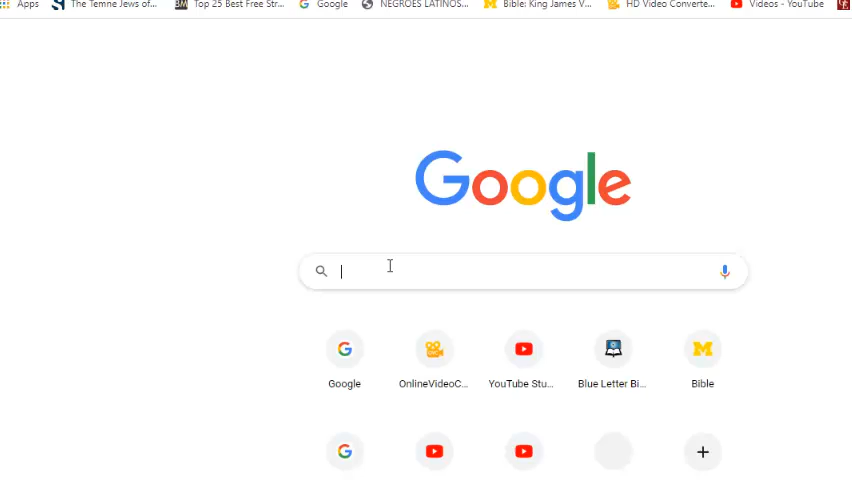 Apps The Temne Jews of... Top 25 Best Free Str... Google NEGROES LATINOS... Bible: King James V... HD Video Converte... Videos - YouTube
Google
Google OnlineVideoC... YouTube Stu... Blue Letter Bi... Bible